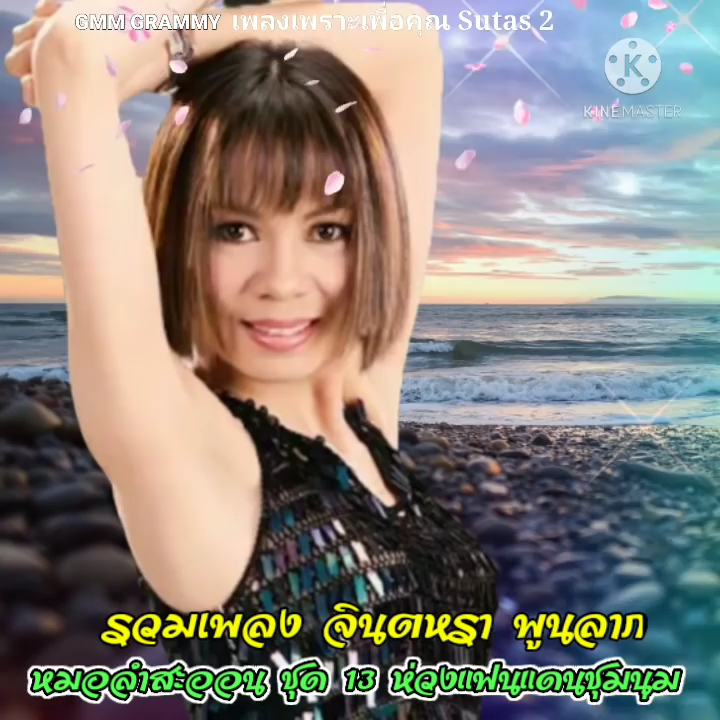 GMM GRAMMY เพลงเพราะเพื่อคุณ Sutas 2
K
KINEMASTER
รวมเพลง จินตหรา พูนลาภ
หมอลำสะออน ชุด 13 ห่วงแฟนแดนชุมนุม